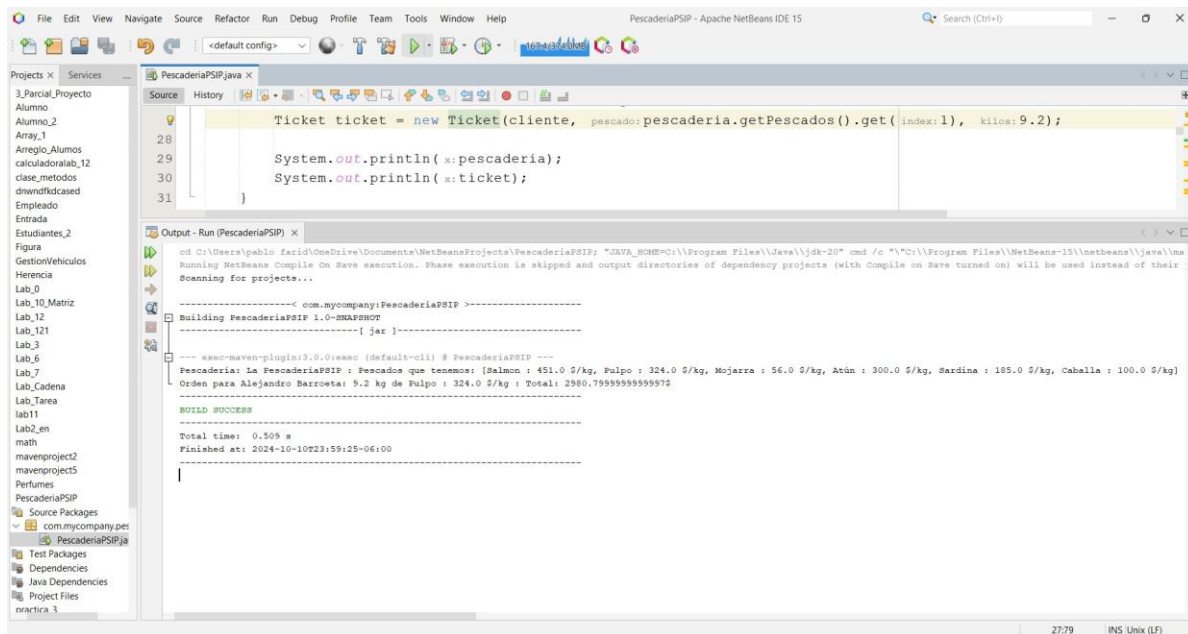 File Edit View Navigate Source Refactor Run Debug Profile Team Tools Window Help
PescaderiaPSIP - Apache NetBeans IDE 15
Search (Ctrl+I)
<default config>
Projects × Services
PescaderiaPSIP.java ×
Source History
3_Parcial_Proyecto
Alumno
Alumno_2
Array_1
Arreglo_Alumos
calculadoralab_12
clase_metodos
dnwndfkdcased
Empleado
Entrada
Estudiantes_2
Figura
GestionVehiculos
Herencia
Lab_0
Lab_10_Matriz
Lab_12
Lab_121
Lab_3
Lab_6
Lab_7
Lab_Cadena
Lab_Tarea
lab11
Lab2_en
math
mavenproject2
mavenproject5
Perfumes
PescaderiaPSIP
Source Packages
com.mycompany.pes
PescaderiaPSIP.ja
Test Packages
Dependencies
Java Dependencies
Project Files
practica_3
Ticket ticket = new Ticket(cliente, pescado: pescaderia.getPescados().get( index: 1), kilos: 9.2);
28
29 System.out.println( x: pescaderia);
30 System.out.println( x: ticket);
31 }
Output - Run (PescaderiaPSIP) ×
cd C:\Users\pablo farid\OneDrive\Documents\NetBeansProjects\PescaderiaPSIP; "JAVA_HOME=C:\\Program Files\\Java\\jdk-20" cmd /c "\"C:\\Program Files\\NetBeans-15\\netbeans\\java\\ma
Running NetBeans Compile On Save execution. Phase execution is skipped and output directories of dependency projects (with Compile on Save turned on) will be used instead of their
Scanning for projects...
---------------------< com.mycompany:PescaderiaPSIP >---------------------
Building PescaderiaPSIP 1.0-SNAPSHOT
--------------------------------[ jar ]---------------------------------
--- exec-maven-plugin:3.0.0:exec (default-cli) @ PescaderiaPSIP ---
Pescaderia: La PescaderiaPSIP : Pescados que tenemos: [Salmon : 451.0 $/kg, Pulpo : 324.0 $/kg, Mojarra : 56.0 $/kg, Atún : 300.0 $/kg, Sardina : 185.0 $/kg, Caballa : 100.0 $/kg]
Orden para Alejandro Barroeta: 9.2 kg de Pulpo : 324.0 $/kg : Total: 2980.7999999999997$
------------------------------------------------------------------------
BUILD SUCCESS
------------------------------------------------------------------------
Total time: 0.509 s
Finished at: 2024-10-10T23:59:25-06:00
------------------------------------------------------------------------
27:79 INS Unix (LF)